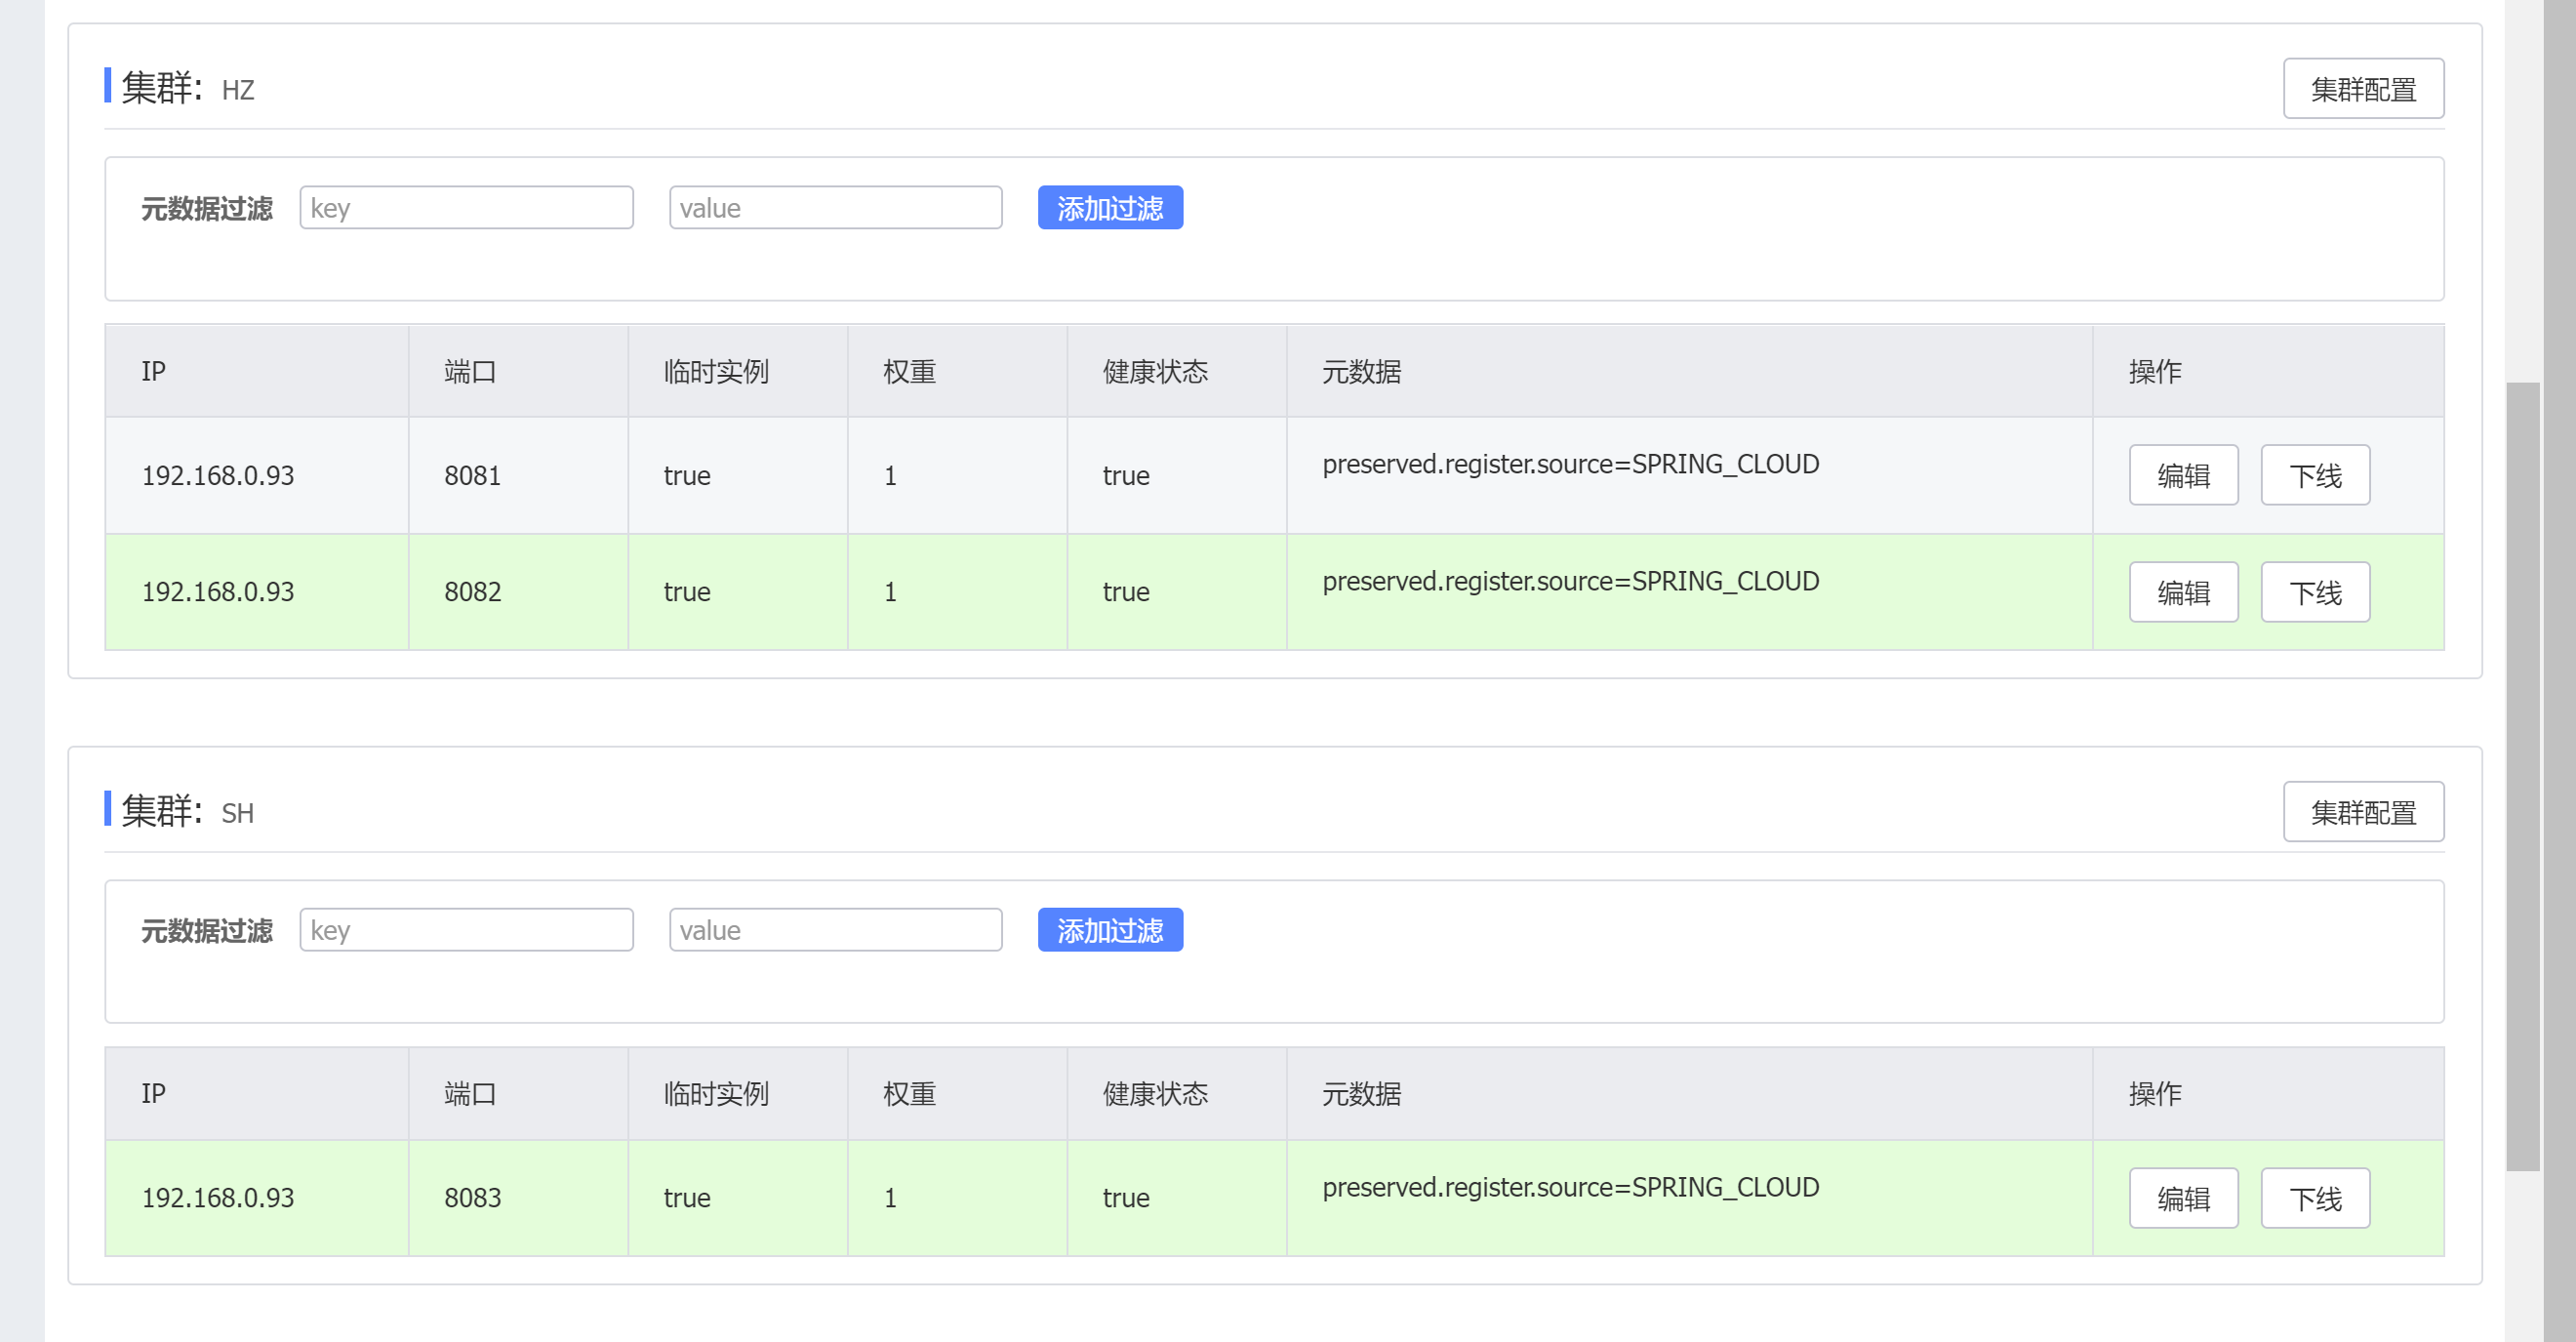 集群: HZ 集群配置
元数据过滤 key value 添加过滤
IP 端口 临时实例 权重 健康状态 元数据 操作
192.168.0.93 8081 true 1 true preserved.register.source=SPRING_CLOUD 编辑 下线
192.168.0.93 8082 true 1 true preserved.register.source=SPRING_CLOUD 编辑 下线
集群: SH 集群配置
元数据过滤 key value 添加过滤
IP 端口 临时实例 权重 健康状态 元数据 操作
192.168.0.93 8083 true 1 true preserved.register.source=SPRING_CLOUD 编辑 下线